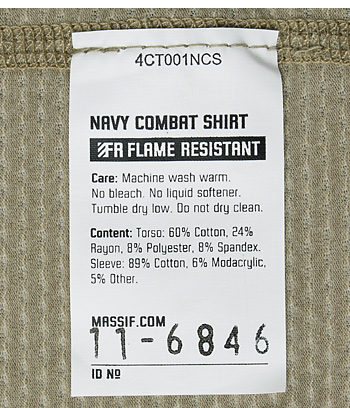 4CT001NCS
NAVY COMBAT SHIRT
FR FLAME RESISTANT
Care: Machine wash warm.
No bleach. No liquid softener.
Tumble dry low. Do not dry clean.
Content: Torso: 60% Cotton, 24%
Rayon, 8% Polyester, 8% Spandex.
Sleeve: 89% Cotton, 6% Modacrylic,
5% Other.
MASSIF.COM
11-6846
ID Nº